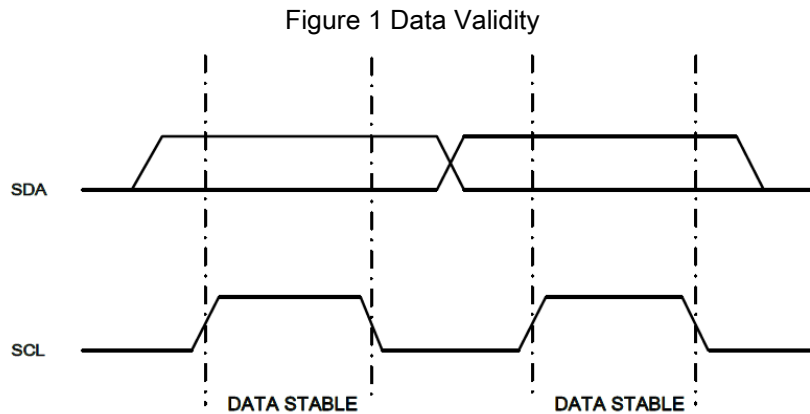 Figure 1 Data Validity
SDA
SCL
DATA STABLE
DATA STABLE